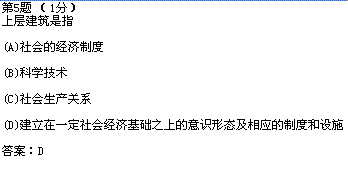 第5题 （ 1分 ）
上层建筑是指
(A)社会的经济制度
(B)科学技术
(C)社会生产关系
(D)建立在一定社会经济基础之上的意识形态及相应的制度和设施
答案：D